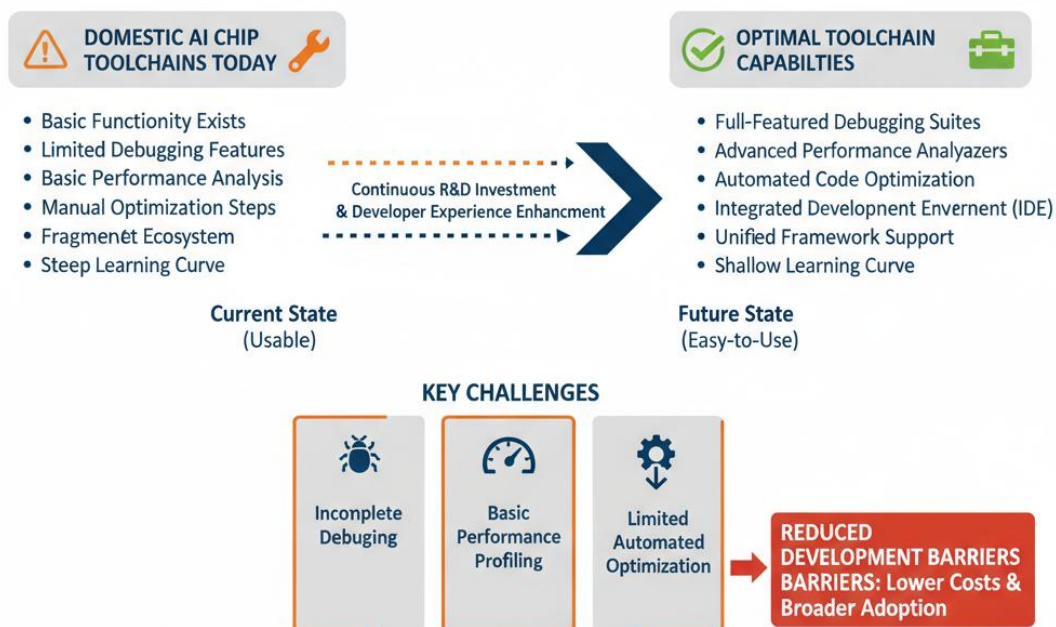 DOMESTIC AI CHIP
TOOLCHAINS TODAY
• Basic Functionity Exists
• Limited Debugging Features
• Basic Performance Analysis
• Manual Optimization Steps
• Fragmenét Ecosystem
• Steep Learning Curve
Current State
(Usable)
Continuous R&D Investment
& Developer Experience Enhancment
OPTIMAL TOOLCHAIN
CAPABILTIES
• Full-Featured Debugging Suites
• Advanced Performance Analyazers
• Automated Code Optimization
• Integrated Developnent Envernent (IDE)
• Unified Framework Support
• Shallow Learning Curve
Future State
(Easy-to-Use)
KEY CHALLENGES
Inconplete
Debuging
Basic
Performance
Profiling
Limited
Automated
Optimization
REDUCED
DEVELOPMENT BARRIERS
BARRIERS: Lower Costs &
Broader Adoption